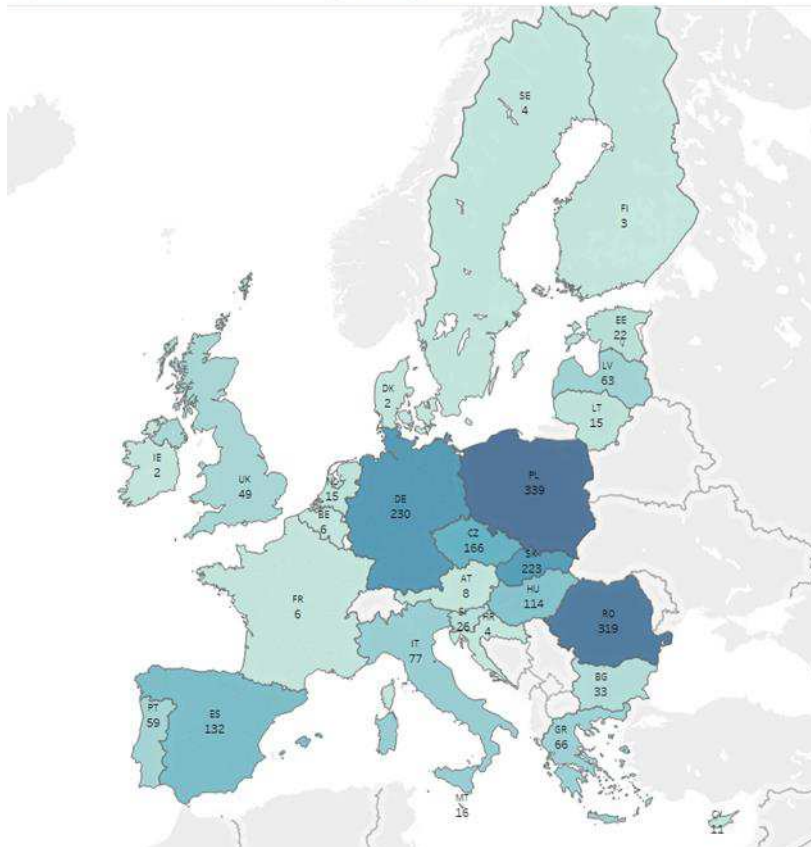 SE
4
FI
3
EE
22
LV
63
DK
2
LT
15
IE
2
UK
49
15
BE
6
DE
230
PL
339
CZ
166
SK
223
AT
8
HU
114
FR
6
SI
26
HR
4
RO
319
IT
77
BG
33
PT
59
ES
132
GR
66
MT
16
11